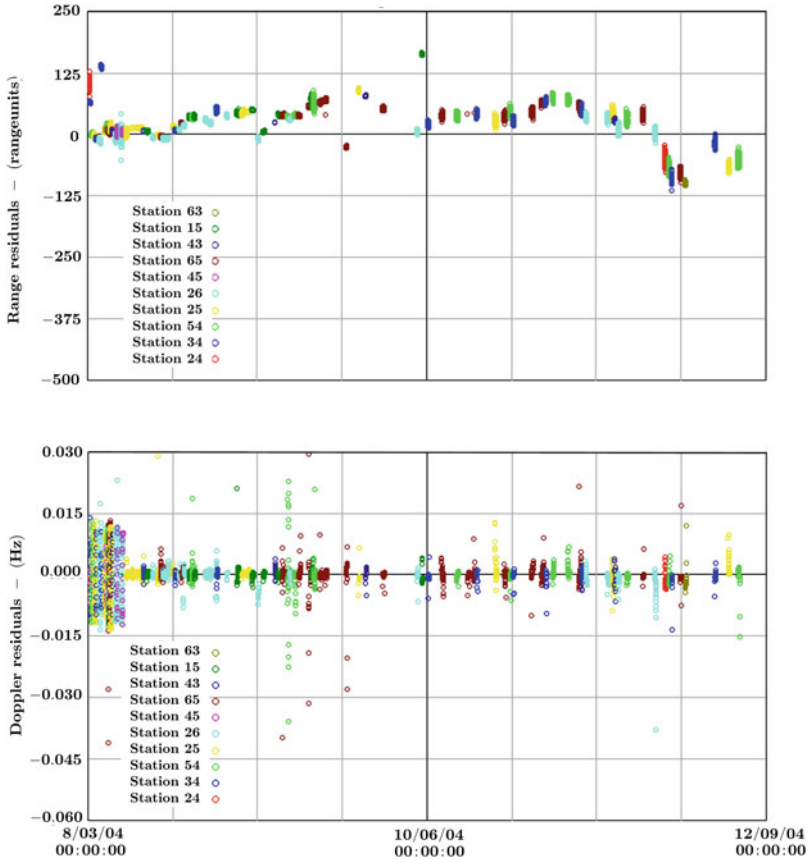 250
125
0
−125
−250
−375
−500
Range residuals − (rangeunits)
Station 63
Station 15
Station 43
Station 65
Station 45
Station 26
Station 25
Station 54
Station 34
Station 24
0.030
0.015
0.000
−0.015
−0.030
−0.045
−0.060
Doppler residuals − (Hz)
Station 63
Station 15
Station 43
Station 65
Station 45
Station 26
Station 25
Station 54
Station 34
Station 24
8/03/04 10/06/04 12/09/04
00:00:00 00:00:00 00:00:00